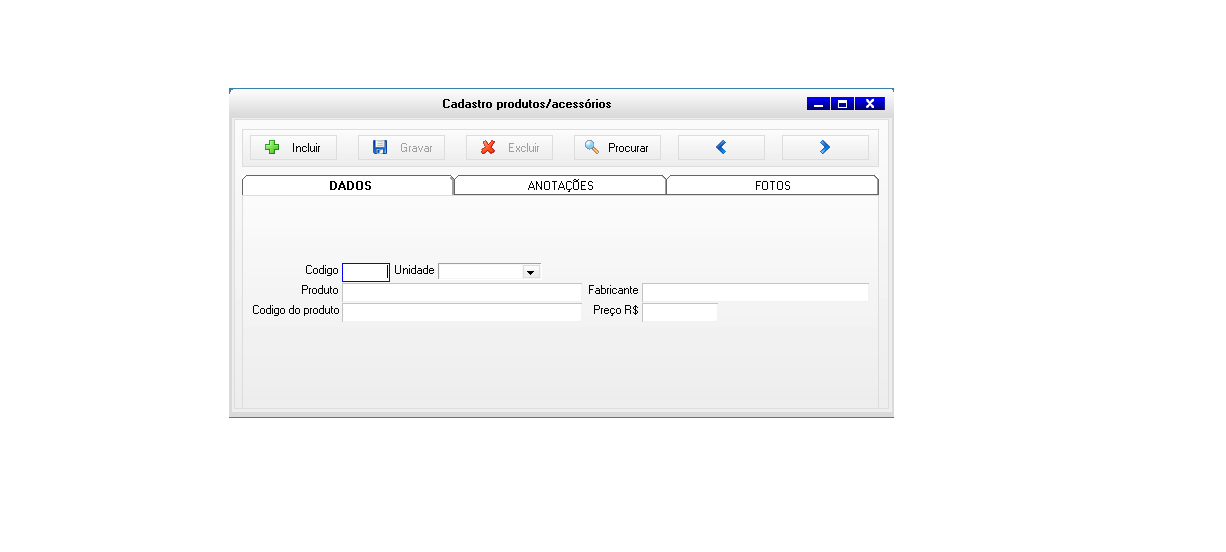 Cadastro produtos/acessórios
Incluir Gravar Excluir Procurar
DADOS ANOTAÇÕES FOTOS
Codigo Unidade
Produto Fabricante
Codigo do produto Preço R$